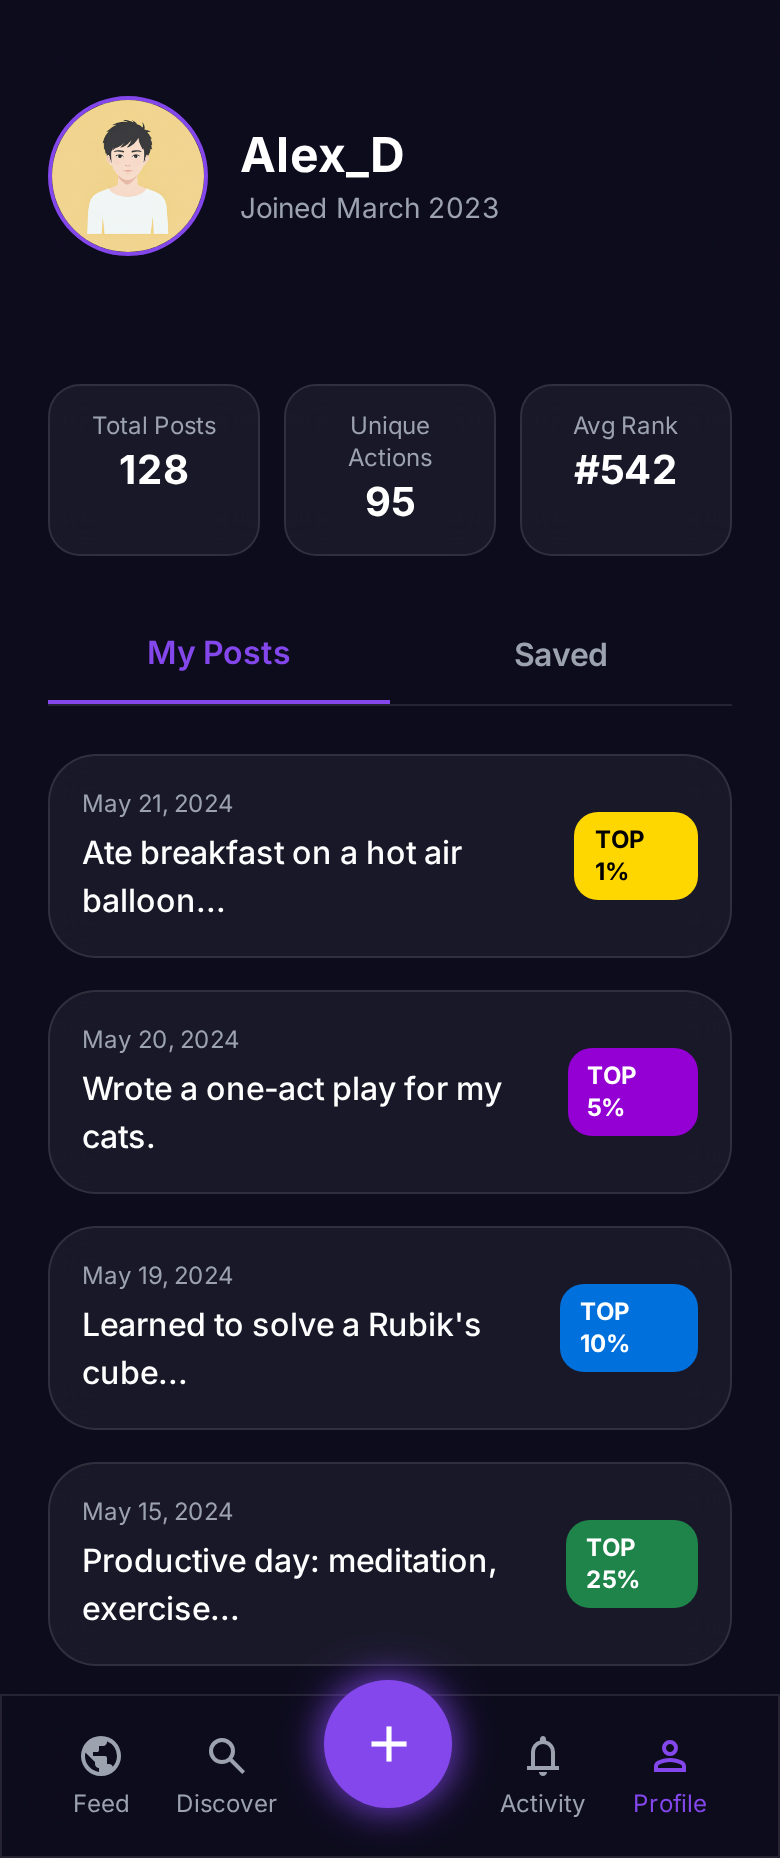 Alex_D
Joined March 2023
Total Posts
128
Unique
Actions
95
Avg Rank
#542
My Posts
Saved
May 21, 2024
Ate breakfast on a hot air
balloon...
TOP
1%
May 20, 2024
Wrote a one-act play for my
cats.
TOP
5%
May 19, 2024
Learned to solve a Rubik's
cube...
TOP
10%
May 15, 2024
Productive day: meditation,
exercise...
TOP
25%
Feed
Discover
Activity
Profile